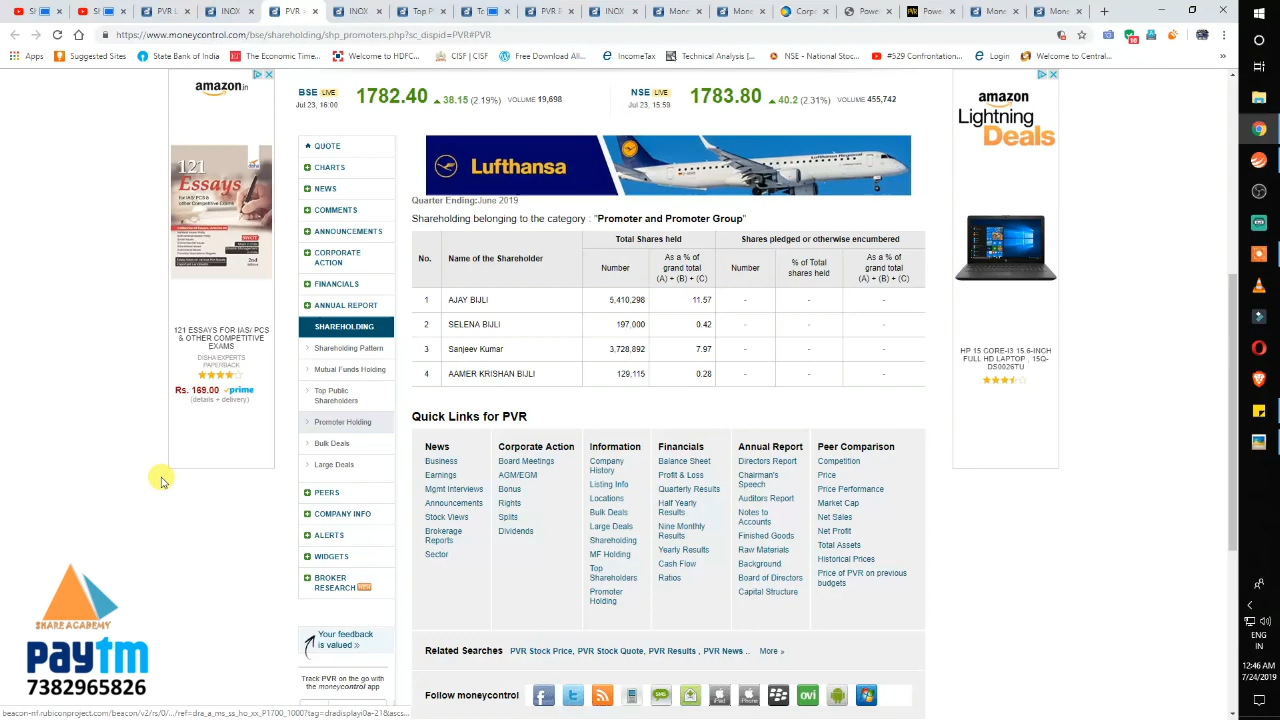 PVR
INOX
PVR
INOX
Top P
PVR E
INOX
Mone
Mone
Corp
Powe
Powe
Mone
Mone
https://www.moneycontrol.com/bse/shareholding/shp_promoters.php?sc_dispid=PVR#PVR
Apps
Suggested Sites
State Bank of India
The Economic Time...
Welcome to HDFC...
CISF | CISF
Free Download All...
IncomeTax
Technical Analysis (...
NSE - National Stoc...
#529 Confrontation...
Login
Welcome to Central...
amazon.in
121
Essays
121 ESSAYS FOR IAS/ PCS
& OTHER COMPETITIVE
EXAMS
DISHA EXPERTS
PAPERBACK
Rs. 169.00 prime
(details + delivery)
BSE LIVE
Jul 23, 16:00
1782.40 38.15 (2.19%) VOLUME 19,698
NSE LIVE
Jul 23, 15:59
1783.80 40.2 (2.31%) VOLUME 455,742
QUOTE
CHARTS
NEWS
COMMENTS
ANNOUNCEMENTS
CORPORATE
ACTION
FINANCIALS
ANNUAL REPORT
SHAREHOLDING
Shareholding Pattern
Mutual Funds Holding
Top Public
Shareholders
Promoter Holding
Bulk Deals
Large Deals
PEERS
COMPANY INFO
ALERTS
WIDGETS
BROKER
RESEARCH
Your feedback
is valued »
Track PVR on the go with
the moneycontrol app
Lufthansa
Quarter Ending:June 2019
Shareholding belonging to the category : "Promoter and Promoter Group"
Total Shares held
Shares pledged or otherwise encumbered
No. Name of the Shareholder
Number
% of
grand total
(A) + (B) + (C)
Number
% of Total
shares held
% of
grand total
(A) + (B) + (C)
1 AJAY BIJLI 5,410,298 11.57 - - -
2 SELENA BIJLI 197,000 0.42 - - -
3 Sanjeev Kumar 3,728,892 7.97 - - -
4 AAMER KRISHAN BIJLI 129,115 0.28 - - -
Quick Links for PVR
News
Business
Earnings
Mgmt Interviews
Announcements
Stock Views
Brokerage
Reports
Sector
Corporate Action
Board Meetings
AGM/EGM
Bonus
Rights
Splits
Dividends
Information
Company
History
Listing Info
Locations
Bulk Deals
Large Deals
Shareholding
MF Holding
Top
Shareholders
Promoter
Holding
Financials
Balance Sheet
Profit & Loss
Quarterly Results
Half Yearly
Results
Nine Monthly
Results
Yearly Results
Cash Flow
Ratios
Annual Report
Directors Report
Chairman's
Speech
Auditors Report
Notes to
Accounts
Finished Goods
Raw Materials
Background
Board of Directors
Capital Structure
Peer Comparison
Competition
Price
Price Performance
Market Cap
Net Sales
Net Profit
Total Assets
Historical Prices
Price of PVR on previous
budgets
Related Searches PVR Stock Price, PVR Stock Quote, PVR Results , PVR News .. More »
Follow moneycontrol
amazon
Lightning
Deals
HP 15 CORE-I3 15.6-INCH
FULL HD LAPTOP , 15Q-
DS0026TU
SHARE ACADEMY
paytm
7382965826
ENG
IN
12:46 AM
7/24/2019